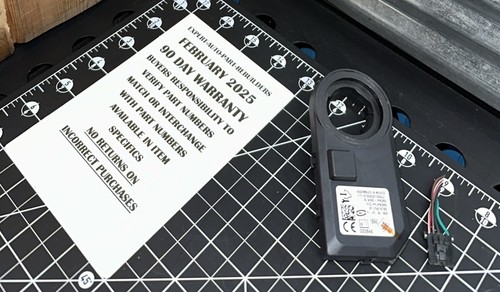 EXPERT-AUTO-PART-REBUILDERS
FEBRUARY 2025
90 DAY WARRANTY
BUYERS RESPONSIBILITY TO
VERIFY PART NUMBERS
MATCH OR INTERCHANGE
WITH PART NUMBERS
AVAILABLE IN ITEM
SPECIFICS
NO RETURNS ON
INCORRECT PURCHASES